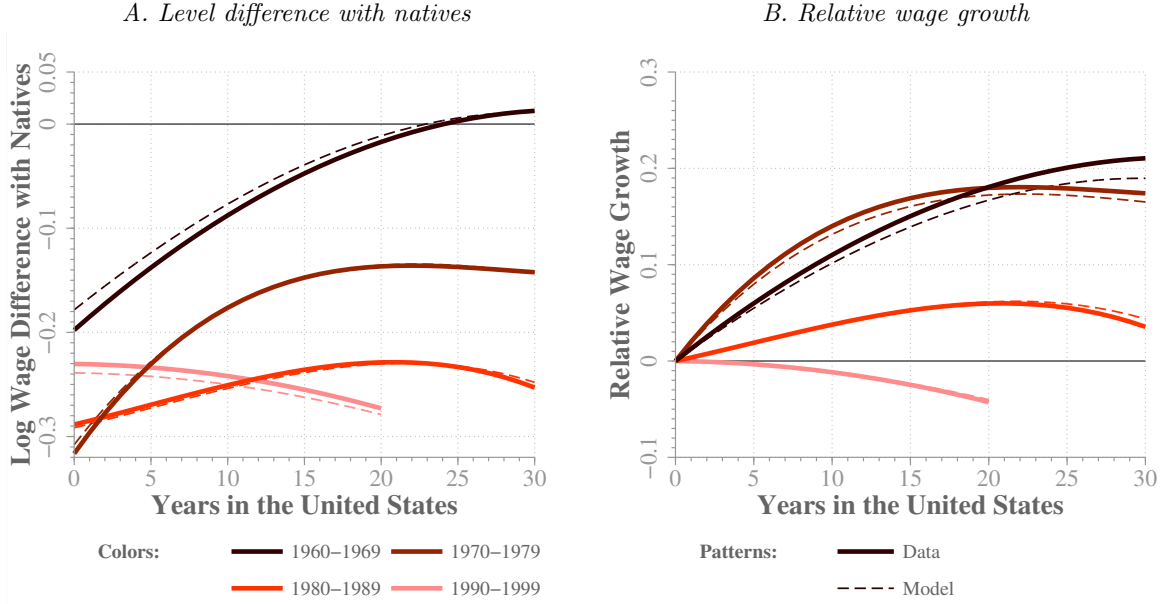 A. Level difference with natives
B. Relative wage growth
Log Wage Difference with Natives
0.05
0
−0.1
−0.2
−0.3
0 5 10 15 20 25 30
Years in the United States
Relative Wage Growth
0.3
0.2
0.1
0
−0.1
0 5 10 15 20 25 30
Years in the United States
Colors: 1960−1969 1970−1979
1980−1989 1990−1999
Patterns: Data
Model